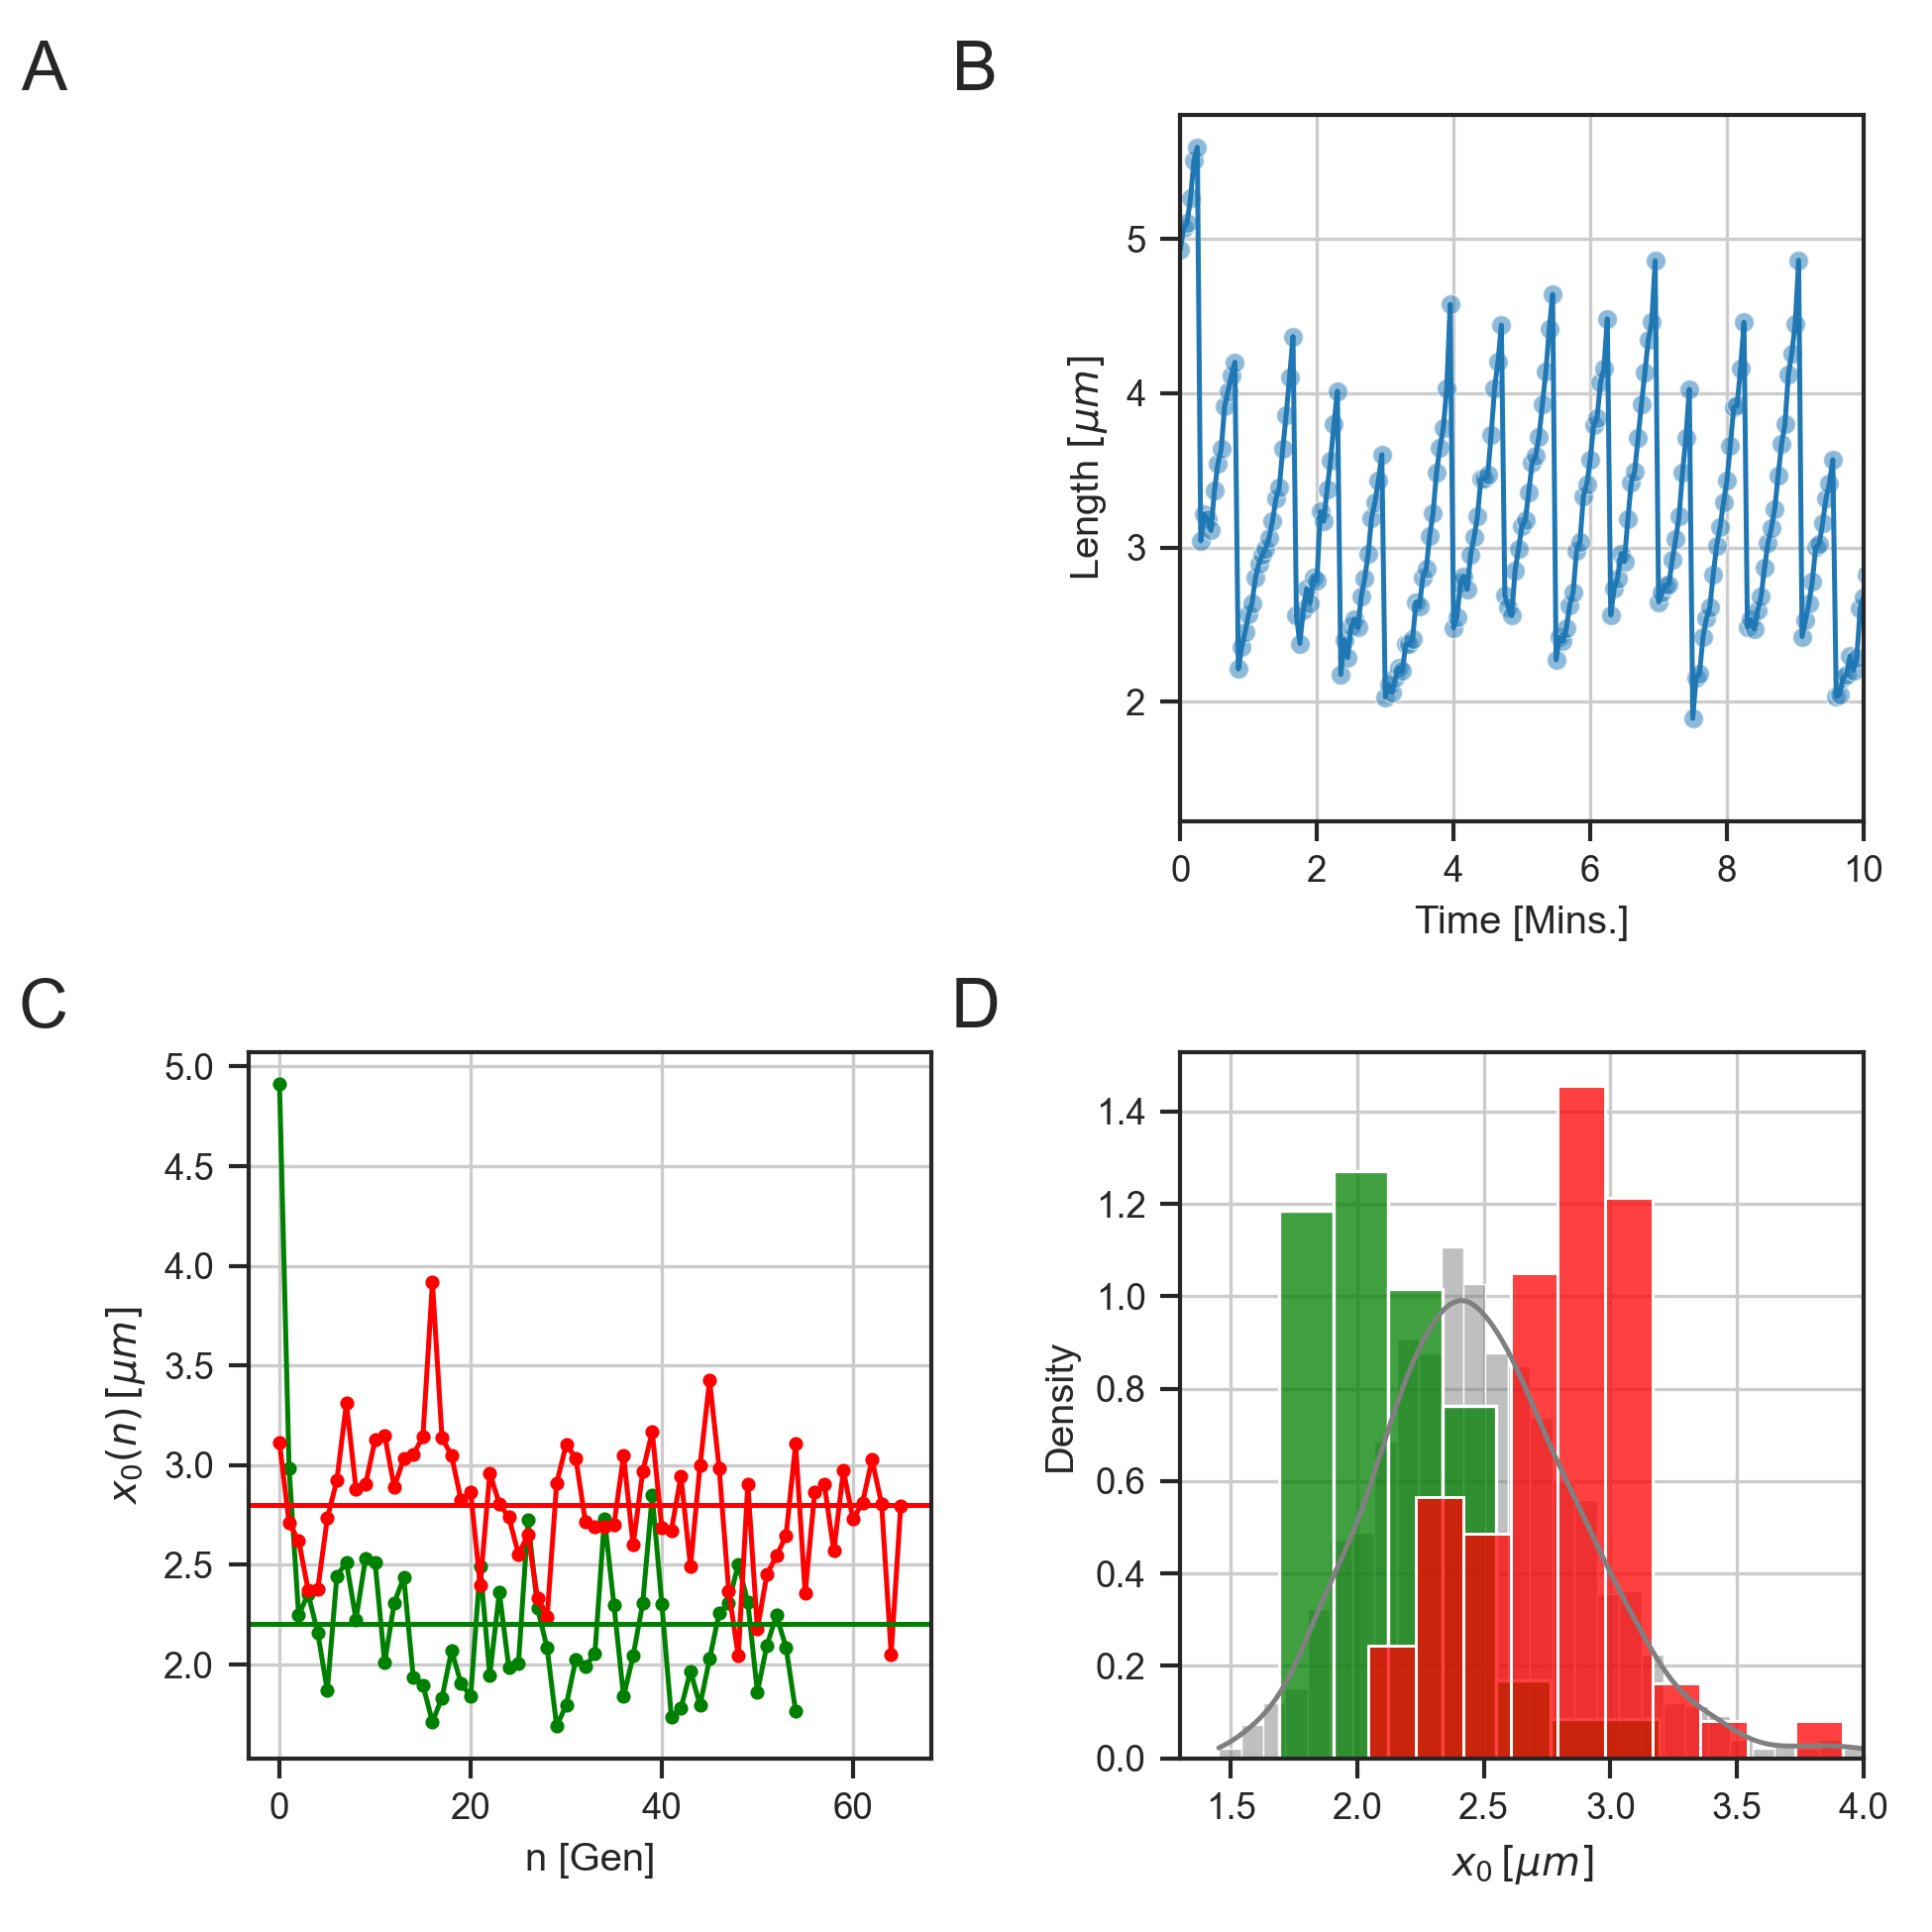 A
B
5
4
3
2
Length [μm]
0 2 4 6 8 10
Time [Mins.]
C
5.0
4.5
4.0
3.5
3.0
2.5
2.0
x₀(n) [μm]
0 20 40 60
n [Gen]
D
1.4
1.2
1.0
0.8
0.6
0.4
0.2
0.0
Density
1.5 2.0 2.5 3.0 3.5 4.0
x₀ [μm]